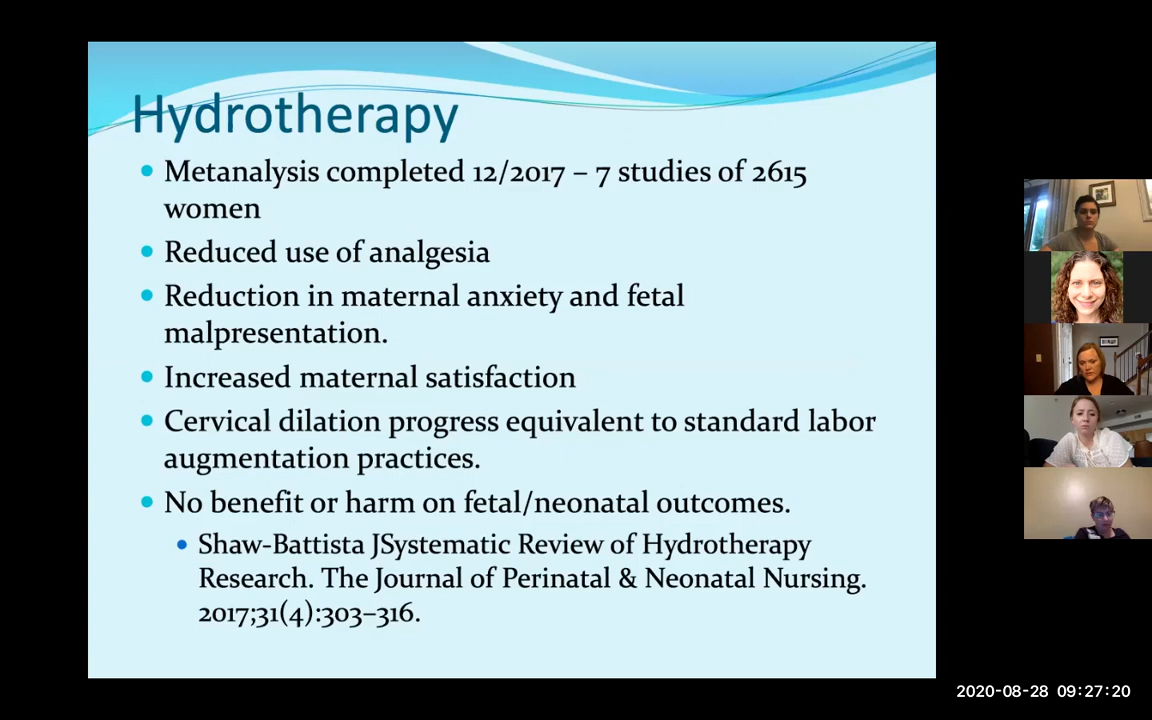 Hydrotherapy
Metanalysis completed 12/2017 – 7 studies of 2615
women
Reduced use of analgesia
Reduction in maternal anxiety and fetal
malpresentation.
Increased maternal satisfaction
Cervical dilation progress equivalent to standard labor
augmentation practices.
No benefit or harm on fetal/neonatal outcomes.
Shaw-Battista JSystematic Review of Hydrotherapy
Research. The Journal of Perinatal & Neonatal Nursing.
2017;31(4):303–316.
2020-08-28 09:27:20